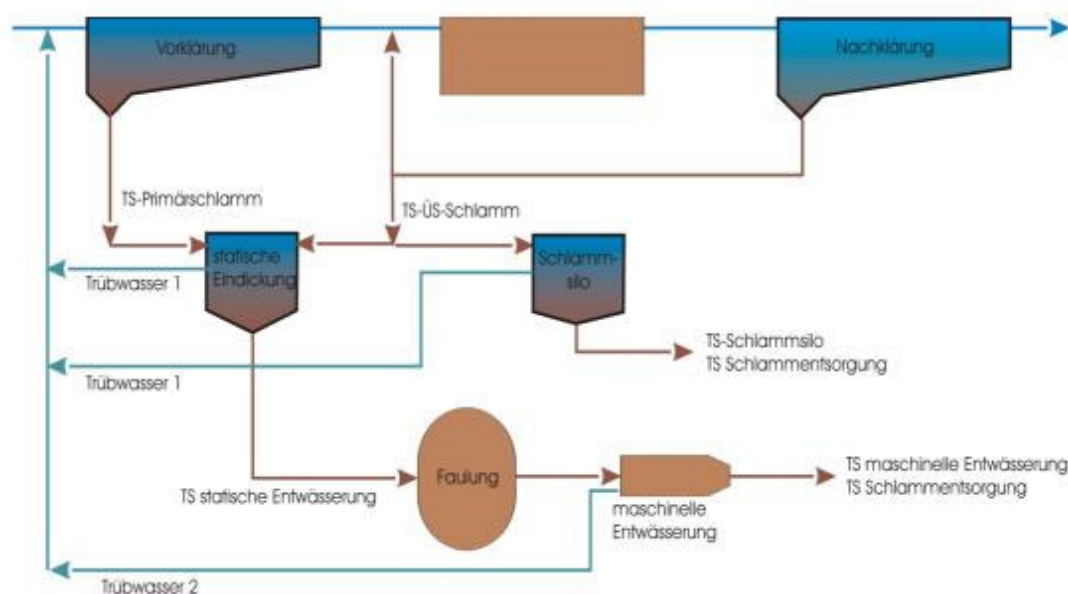 Vorklärung
Nachklärung
TS-Primärschlamm
TS-ÜS-Schlamm
statische
Eindickung
Schlamm-
silo
Trübwasser 1
TS-Schlammsilo
TS Schlammentsorgung
Trübwasser 1
Faulung
TS statische Entwässerung
TS maschinelle Entwässerung
TS Schlammentsorgung
maschinelle
Entwässerung
Trübwasser 2